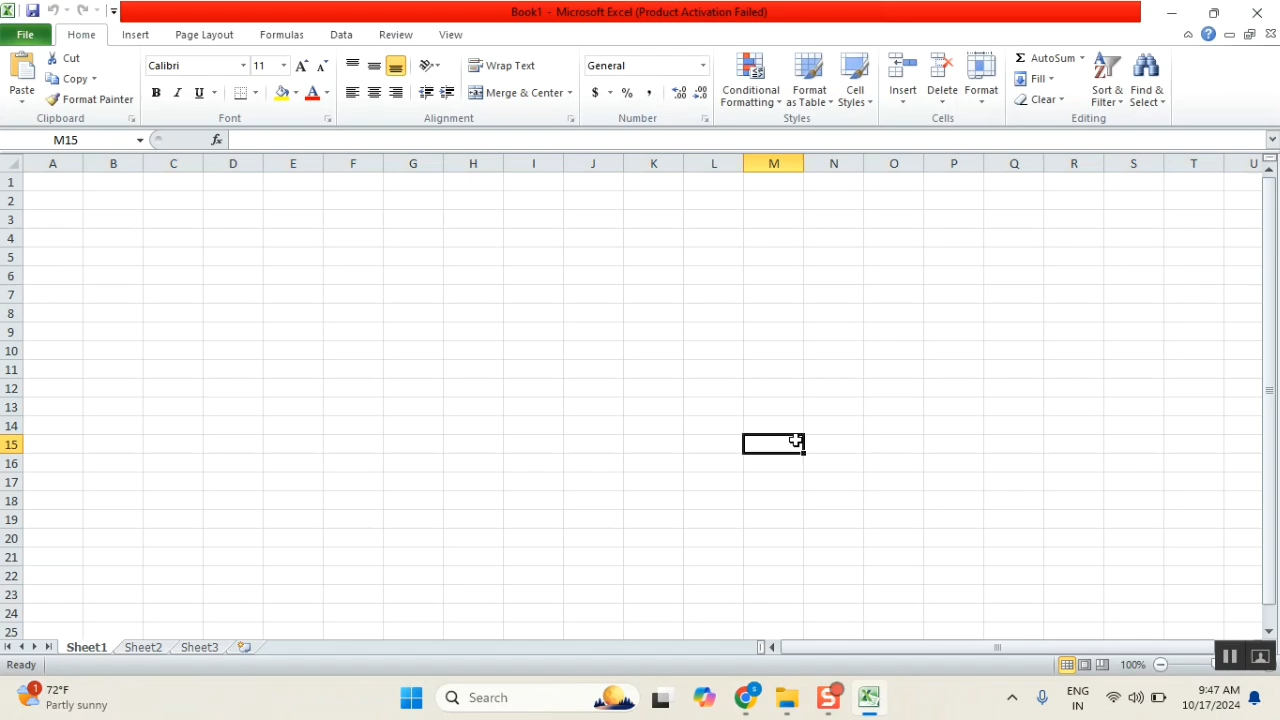 Book1 - Microsoft Excel (Product Activation Failed)
File Home Insert Page Layout Formulas Data Review View
Paste
Cut
Copy
Format Painter
Clipboard
Calibri 11
B I U
Font
Wrap Text
Merge & Center
Alignment
General
$ % ,
Number
Conditional Formatting
Format as Table
Cell Styles
Styles
Insert
Delete
Format
Cells
Σ AutoSum
Fill
Clear
Sort & Filter
Find & Select
Editing
M15 fx
A B C D E F G H I J K L M N O P Q R S T U
1
2
3
4
5
6
7
8
9
10
11
12
13
14
15
16
17
18
19
20
21
22
23
24
25
Sheet1 Sheet2 Sheet3
Ready 100%
1 72°F
Partly sunny
Search
ENG
IN
9:47 AM
10/17/2024